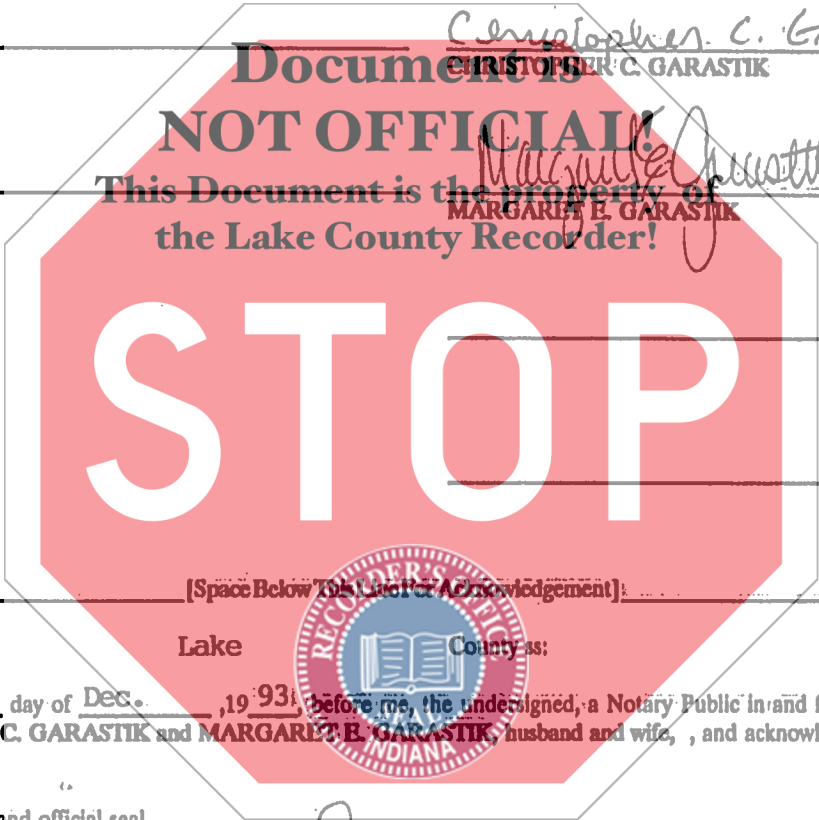 Christopher C. G
CHRISTOPHER C. GARASTIK
Document is
NOT OFFICIAL!
Margaret E. Garastik
MARGARET E. GARASTIK
This Document is the property of
the Lake County Recorder!
STOP
[Space Below This Line For Acknowledgement]
Lake County ss:
day of Dec. ,19 93, before me, the undersigned, a Notary Public in and f
C. GARASTIK and MARGARET E. GARASTIK, husband and wife, , and acknowl
RECORDER'S OFFICE
SEAL
INDIANA
and official seal